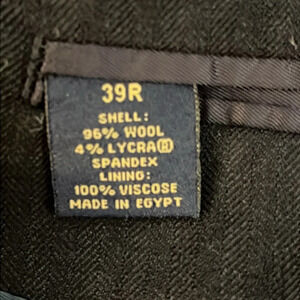 39R
SHELL:
96% WOOL
4% LYCRA®
SPANDEX
LINING:
100% VISCOSE
MADE IN EGYPT